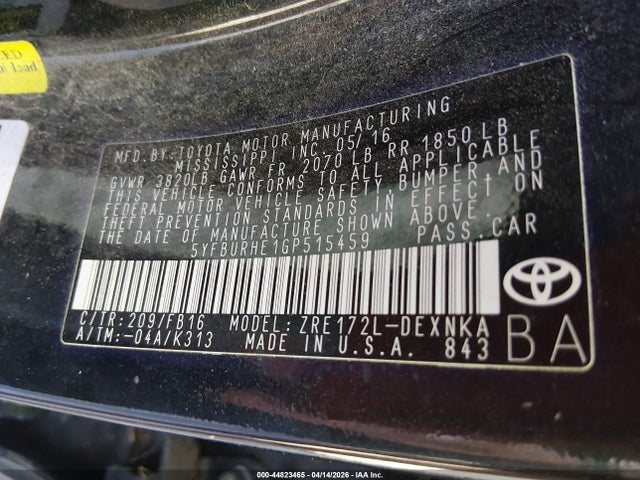 ZED
Load
MFD.BY:TOYOTA MOTOR MANUFACTURING
MISSISSIPPI INC. 05/16
GVWR 3820LB GAWR FR 2070 LB RR 1850 LB
THIS VEHICLE CONFORMS TO ALL APPLICABLE
FEDERAL MOTOR VEHICLE SAFETY BUMPER,AND
THEFT PREVENTION STANDARDS IN EFFECT ON
THE DATE OF MANUFACTURE SHOWN ABOVE.
5YFBURHE1GP515459 PASS.CAR
C/TR:209/FB16 MODEL:ZRE172L-DEXNKA
A/TM:-04A/K313 MADE IN U.S.A. 843
BA
TOYOTA
000-44823465 - 04/14/2026 - IAA Inc.